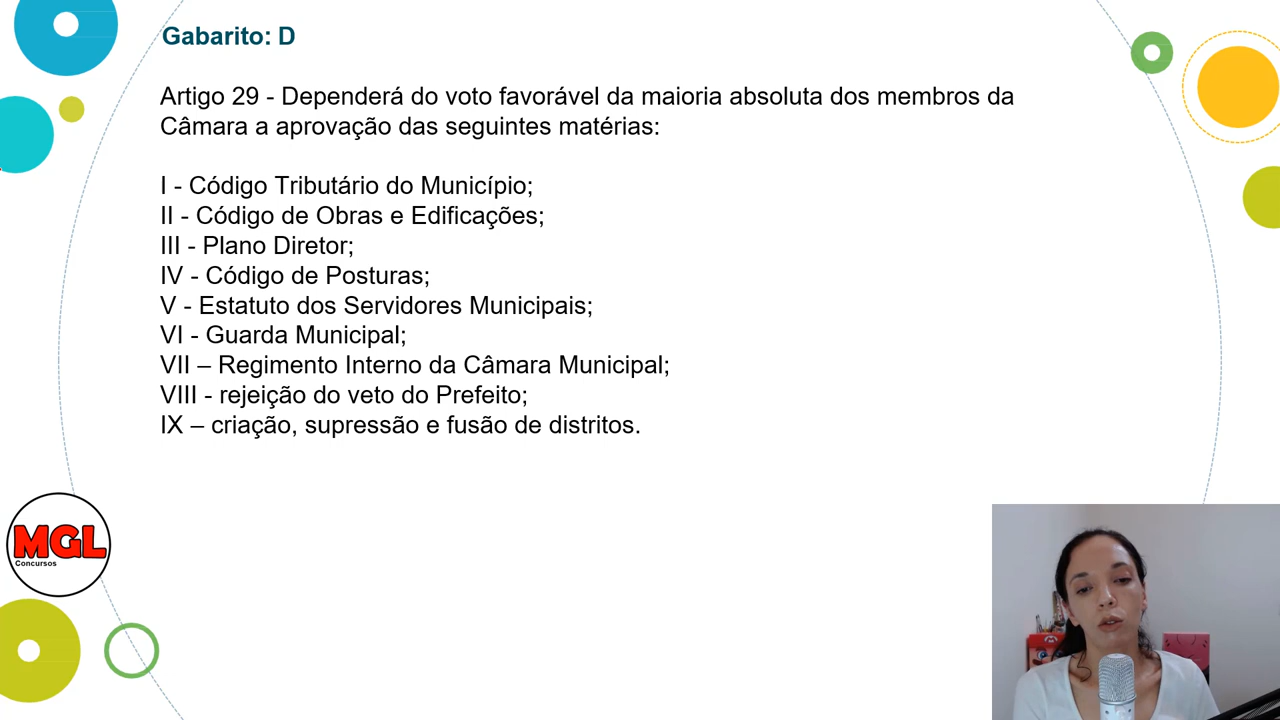 Gabarito: D
Artigo 29 - Dependerá do voto favorável da maioria absoluta dos membros da
Câmara a aprovação das seguintes matérias:
I - Código Tributário do Município;
II - Código de Obras e Edificações;
III - Plano Diretor;
IV - Código de Posturas;
V - Estatuto dos Servidores Municipais;
VI - Guarda Municipal;
VII – Regimento Interno da Câmara Municipal;
VIII - rejeição do veto do Prefeito;
IX – criação, supressão e fusão de distritos.
MGL
Concursos